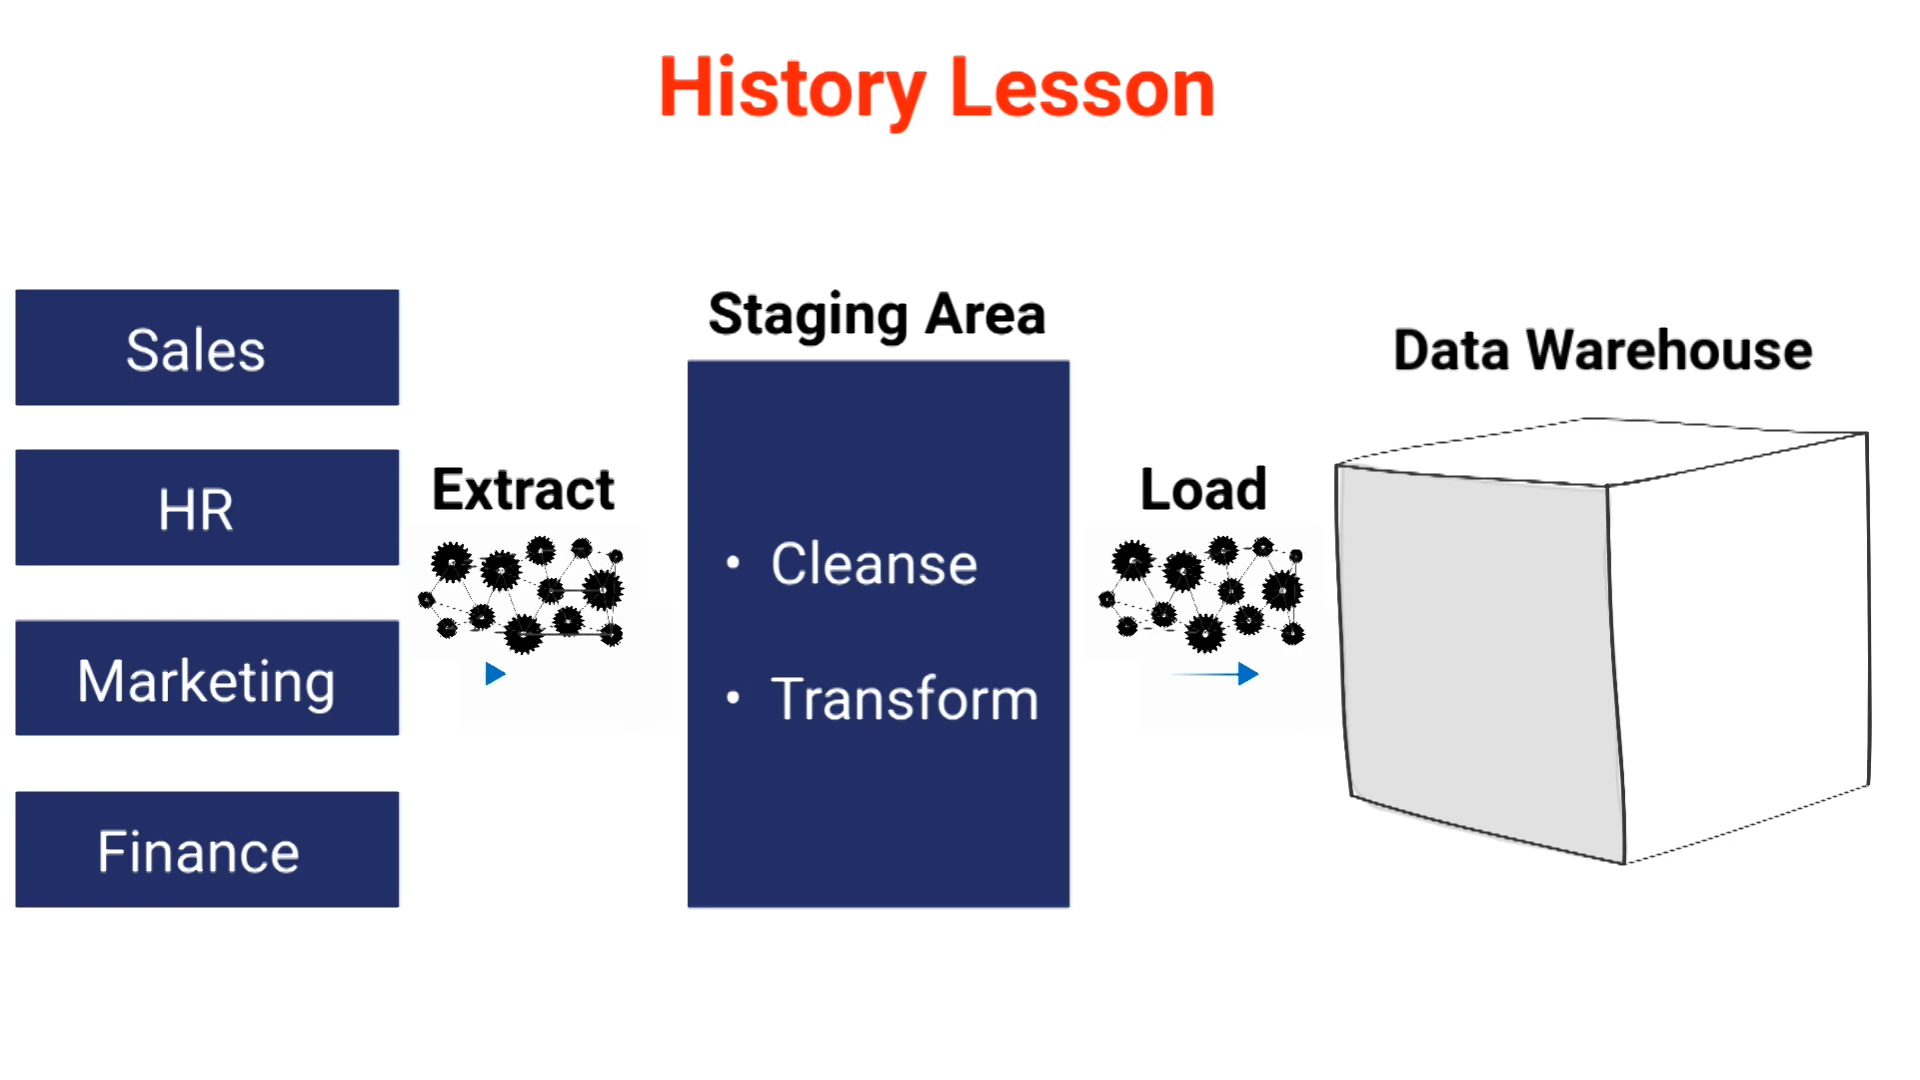 History Lesson
Sales
HR
Marketing
Finance
Extract
Staging Area
• Cleanse
• Transform
Load
Data Warehouse